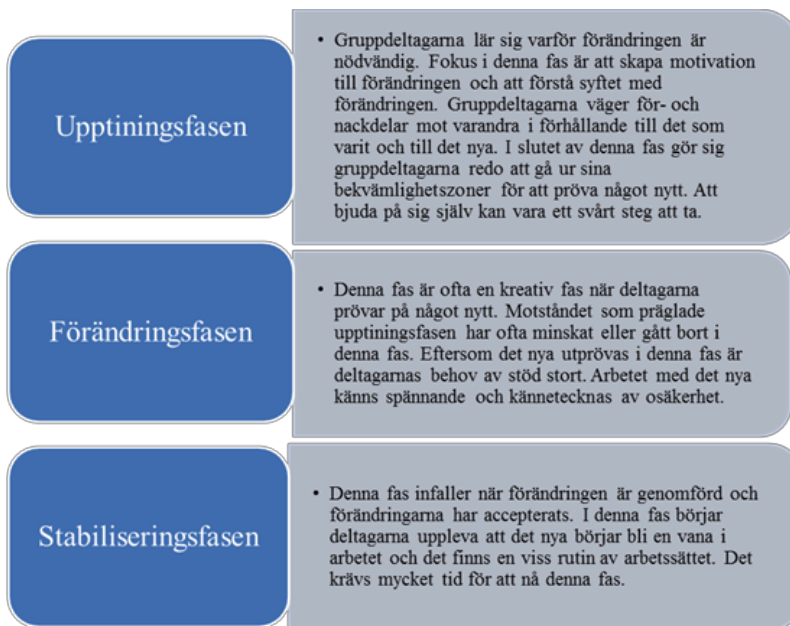 Upptiningsfasen
• Gruppdeltagarna lär sig varför förändringen är
nödvändig. Fokus i denna fas är att skapa motivation
till förändringen och att förstå syftet med
förändringen. Gruppdeltagarna väger för- och
nackdelar mot varandra i förhållande till det som
varit och till det nya. I slutet av denna fas gör sig
gruppdeltagarna redo att gå ur sina
bekvämlighetszoner för att pröva något nytt. Att
bjuda på sig själv kan vara ett svårt steg att ta.
Förändringsfasen
• Denna fas är ofta en kreativ fas när deltagarna
prövar på något nytt. Motståndet som präglade
upptiningsfasen har ofta minskat eller gått bort i
denna fas. Eftersom det nya utprövas i denna fas är
deltagarnas behov av stöd stort. Arbetet med det nya
känns spännande och kännetecknas av osäkerhet.
Stabiliseringsfasen
• Denna fas infaller när förändringen är genomförd och
förändringarna har accepterats. I denna fas börjar
deltagarna uppleva att det nya börjar bli en vana i
arbetet och det finns en viss rutin av arbetssättet. Det
krävs mycket tid för att nå denna fas.